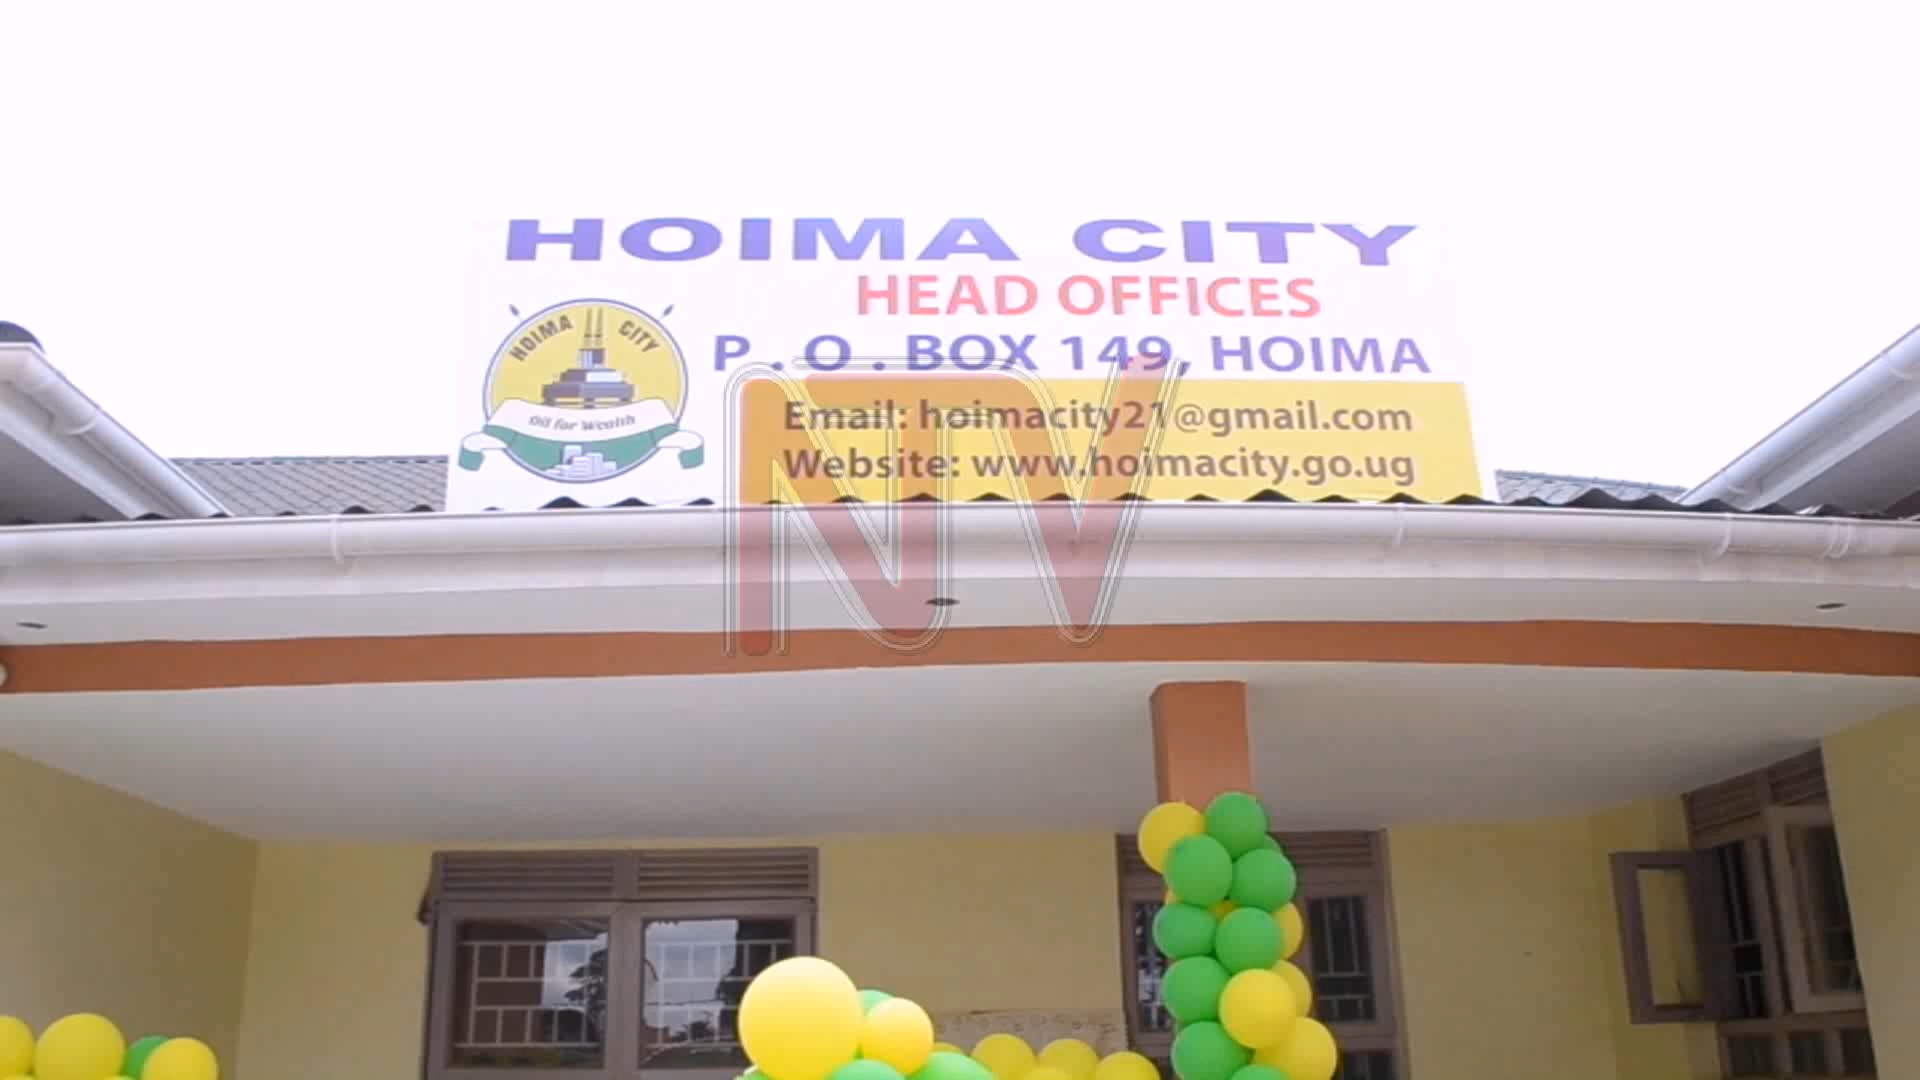 HOIMA CITY
HEAD OFFICES
P . O . BOX 149, HOIMA
Email: hoimacity21@gmail.com
Website: www.hoimacity.go.ug
HOIMA CITY
Oil for Wealth
NTV